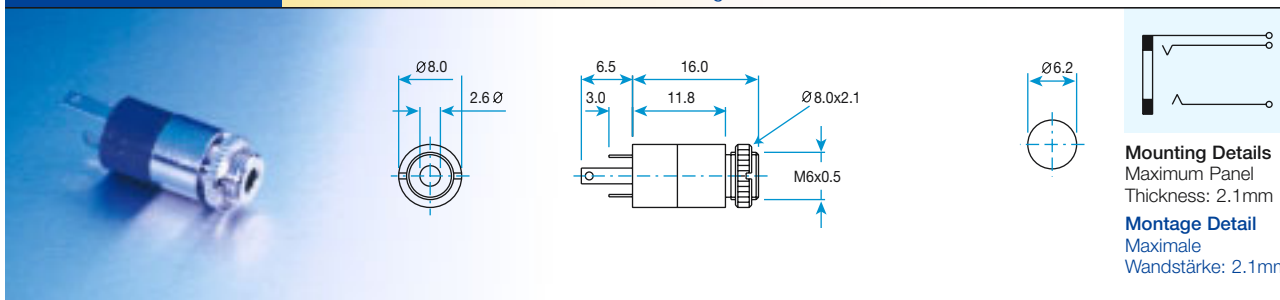 Ø8.0
2.6 Ø
6.5
16.0
3.0
11.8
Ø8.0x2.1
M6x0.5
Ø6.2
Mounting Details
Maximum Panel
Thickness: 2.1mm
Montage Detail
Maximale
Wandstärke: 2.1mm